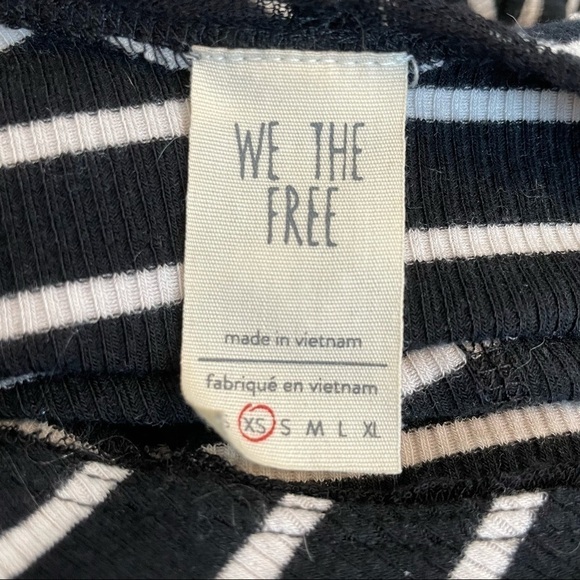 WE THE
FREE
made in vietnam
fabriqué en vietnam
XS S M L XL